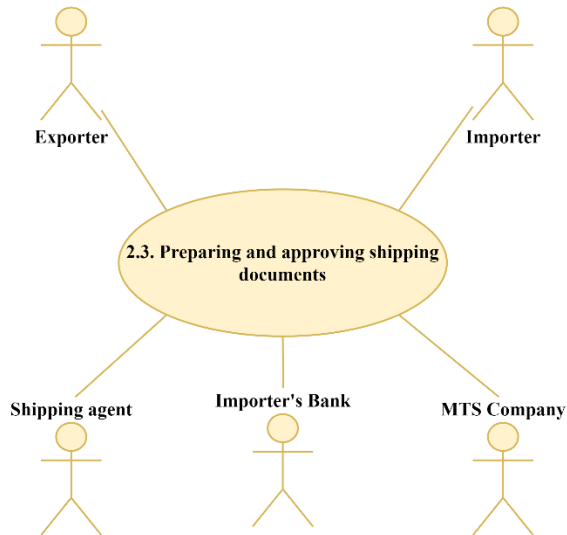 Exporter
Importer
2.3. Preparing and approving shipping
documents
Shipping agent
Importer's Bank
MTS Company